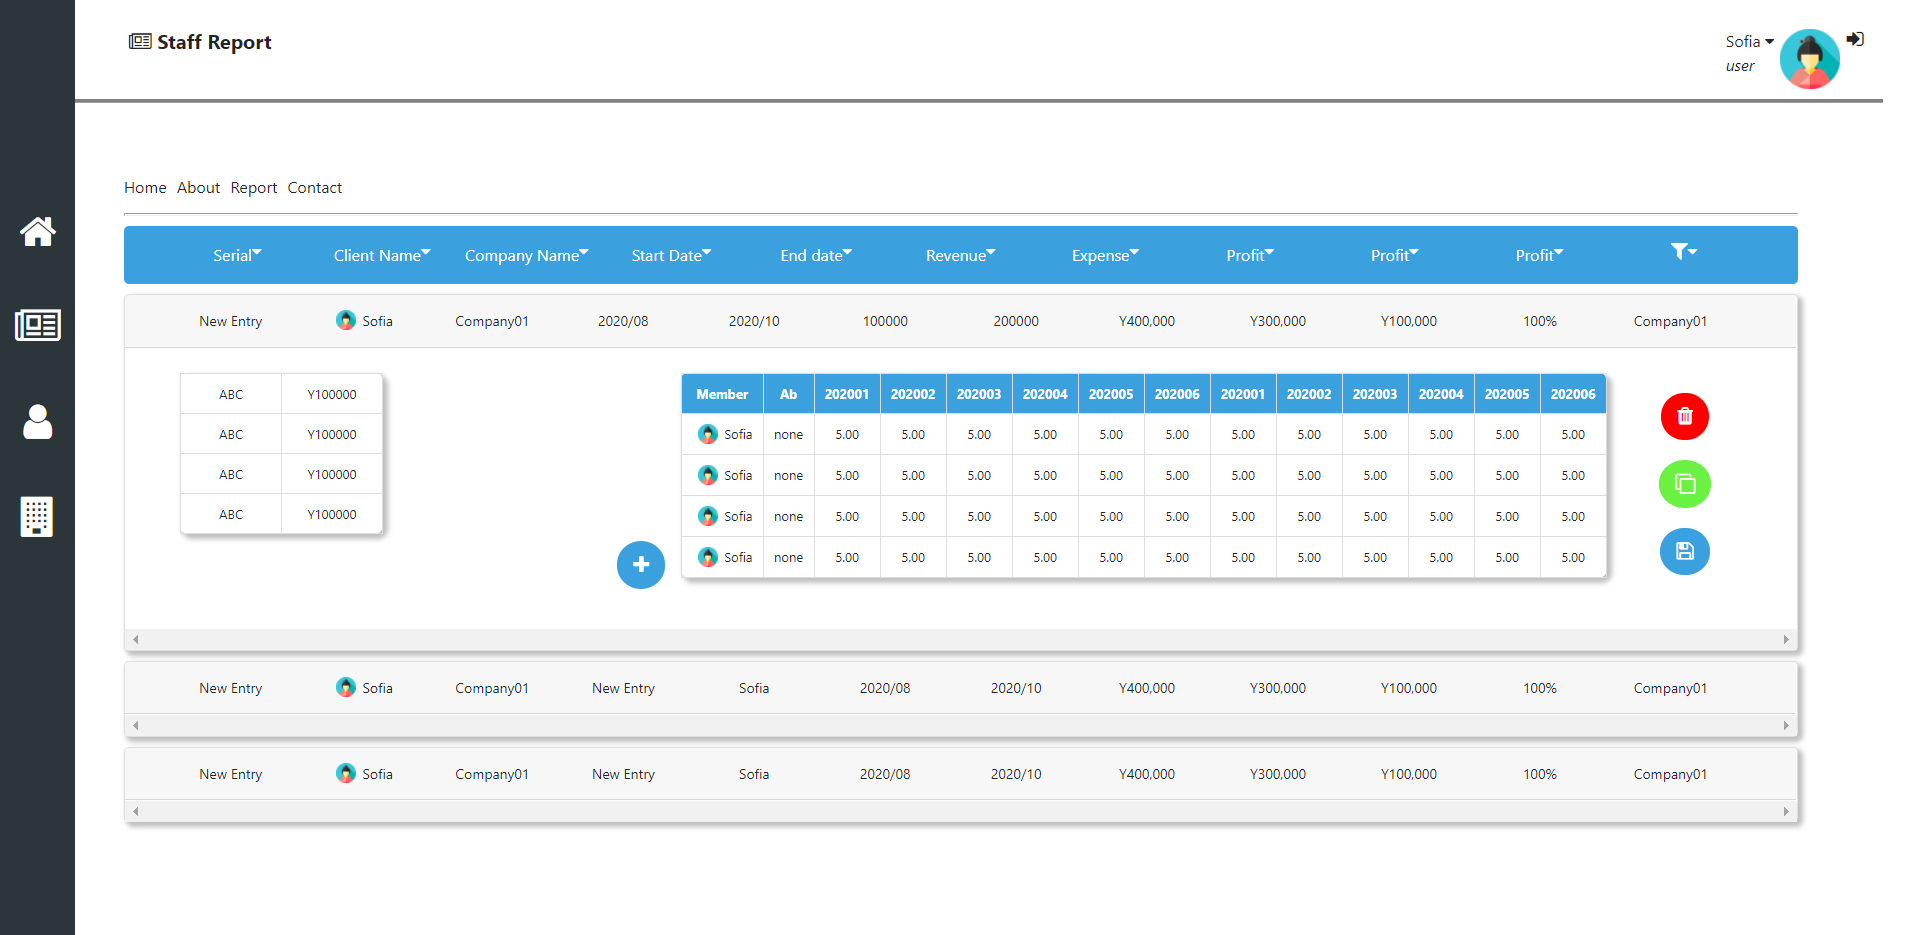 Staff Report
Sofia
user
Home About Report Contact
Serial Client Name Company Name Start Date End date Revenue Expense Profit Profit Profit
New Entry Sofia Company01 2020/08 2020/10 100000 200000 Y400,000 Y300,000 Y100,000 100% Company01
ABC Y100000
ABC Y100000
ABC Y100000
ABC Y100000
Member Ab 202001 202002 202003 202004 202005 202006 202001 202002 202003 202004 202005 202006
Sofia none 5.00 5.00 5.00 5.00 5.00 5.00 5.00 5.00 5.00 5.00 5.00 5.00
Sofia none 5.00 5.00 5.00 5.00 5.00 5.00 5.00 5.00 5.00 5.00 5.00 5.00
Sofia none 5.00 5.00 5.00 5.00 5.00 5.00 5.00 5.00 5.00 5.00 5.00 5.00
Sofia none 5.00 5.00 5.00 5.00 5.00 5.00 5.00 5.00 5.00 5.00 5.00 5.00
New Entry Sofia Company01 New Entry Sofia 2020/08 2020/10 Y400,000 Y300,000 Y100,000 100% Company01
New Entry Sofia Company01 New Entry Sofia 2020/08 2020/10 Y400,000 Y300,000 Y100,000 100% Company01